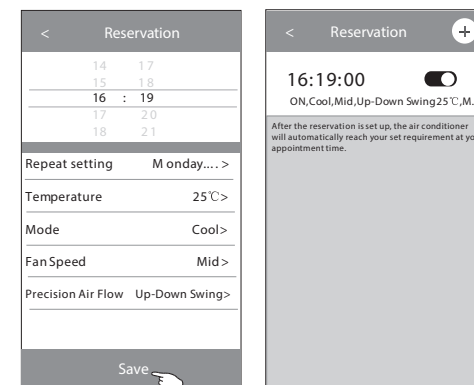 < Reservation
14 17
15 18
16 : 19
17 20
18 21
Repeat setting Monday....>
Temperature 25℃>
Mode Cool>
Fan Speed Mid>
Precision Air Flow Up-Down Swing>
Save
< Reservation +
16:19:00
ON,Cool,Mid,Up-Down Swing25℃,M..
After the reservation is set up, the air conditioner
will automatically reach your set requirement at yo
appointment time.